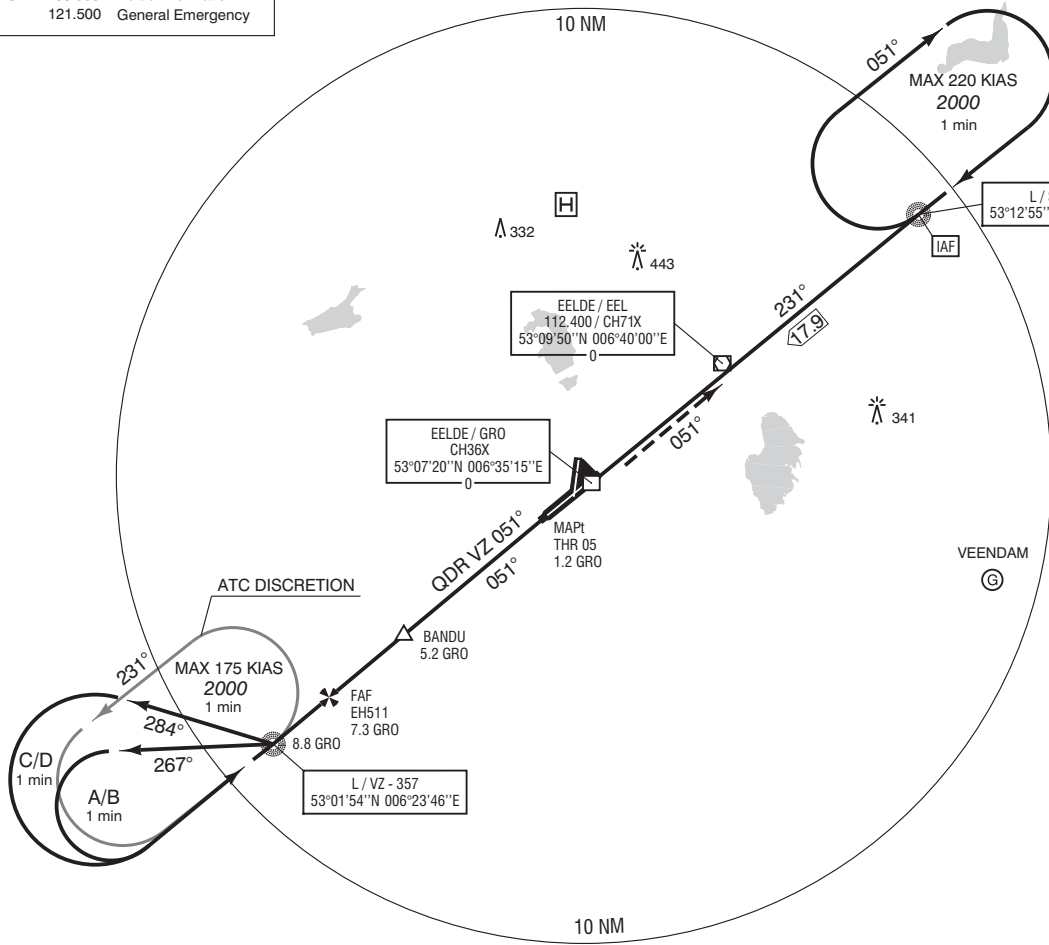 121.500 General Emergency
10 NM
051°
MAX 220 KIAS
2000
1 min
H
332
443
IAF
53°12'55''
EELDE / EEL
112.400 / CH71X
53°09'50''N 006°40'00''E
0
231°
17.9
341
051°
EELDE / GRO
CH36X
53°07'20''N 006°35'15''E
0
MAPt
THR 05
1.2 GRO
QDR VZ 051°
051°
VEENDAM
G
ATC DISCRETION
BANDU
5.2 GRO
231°
MAX 175 KIAS
2000
1 min
FAF
EH511
7.3 GRO
284°
8.8 GRO
267°
C/D
1 min
A/B
1 min
L / VZ - 357
53°01'54''N 006°23'46''E
10 NM